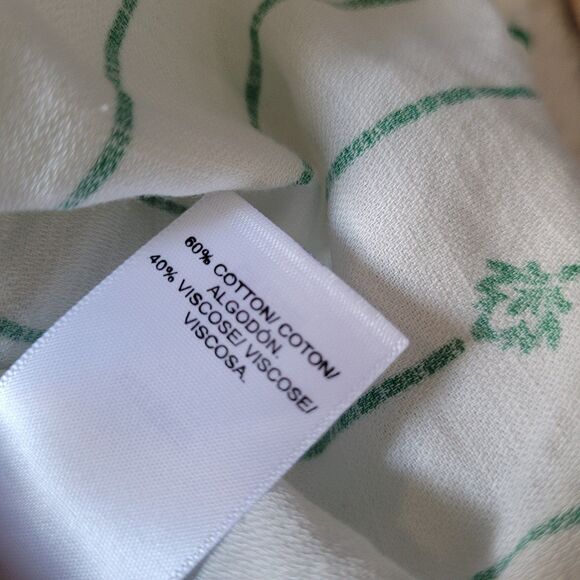 60% COTTON/ COTON/
ALGODÓN.
40% VISCOSE/ VISCOSE/
VISCOSA.